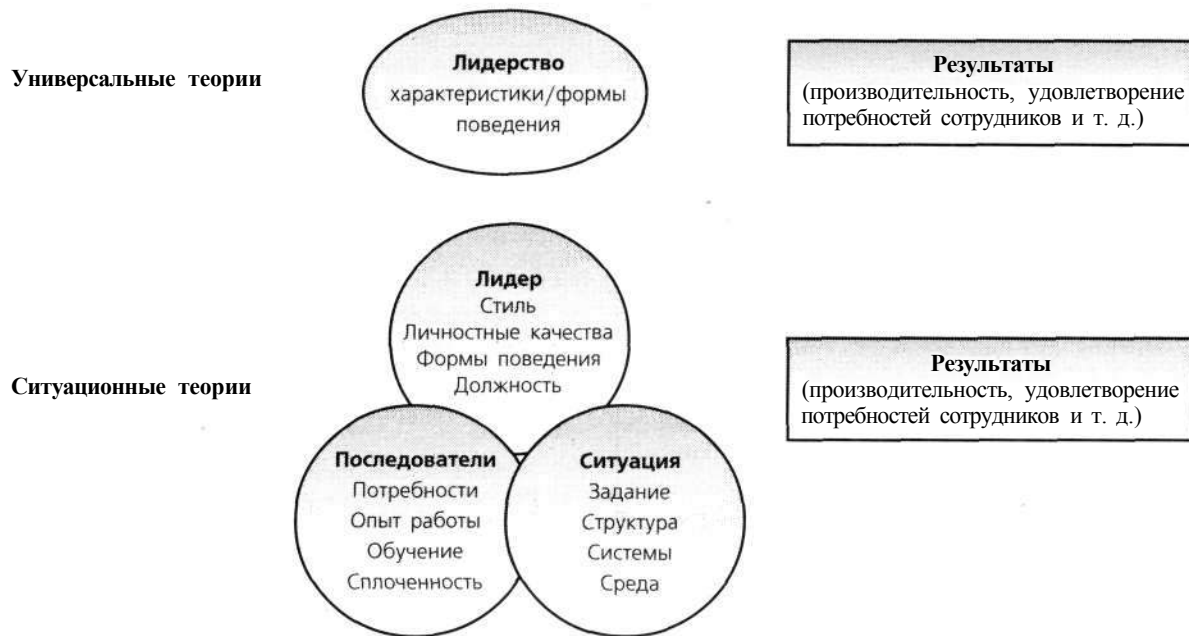 Универсальные теории
Лидерство
характеристики/формы
поведения
Результаты
(производительность, удовлетворение
потребностей сотрудников и т. д.)
Ситуационные теории
Лидер
Стиль
Личностные качества
Формы поведения
Должность
Последователи
Потребности
Опыт работы
Обучение
Сплоченность
Ситуация
Задание
Структура
Системы
Среда
Результаты
(производительность, удовлетворение
потребностей сотрудников и т. д.)